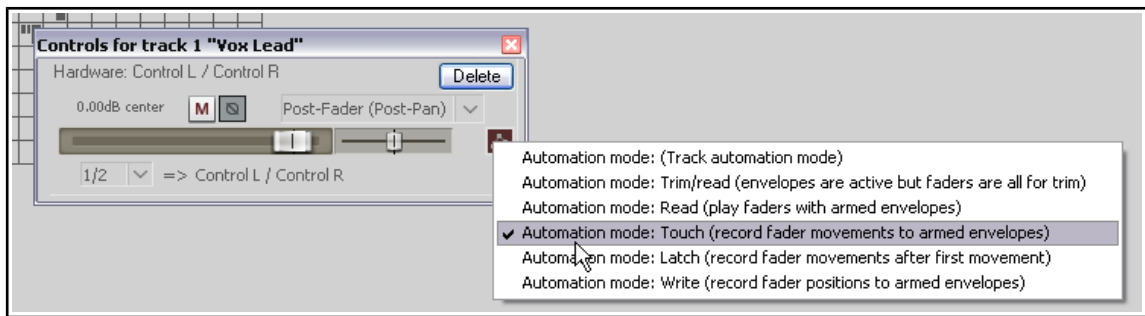 Controls for track 1 "Vox Lead"
Hardware: Control L / Control R
Delete
0.00dB center M Post-Fader (Post-Pan)
1/2 => Control L / Control R
Automation mode: (Track automation mode)
Automation mode: Trim/read (envelopes are active but faders are all for trim)
Automation mode: Read (play faders with armed envelopes)
Automation mode: Touch (record fader movements to armed envelopes)
Automation mode: Latch (record fader movements after first movement)
Automation mode: Write (record fader positions to armed envelopes)